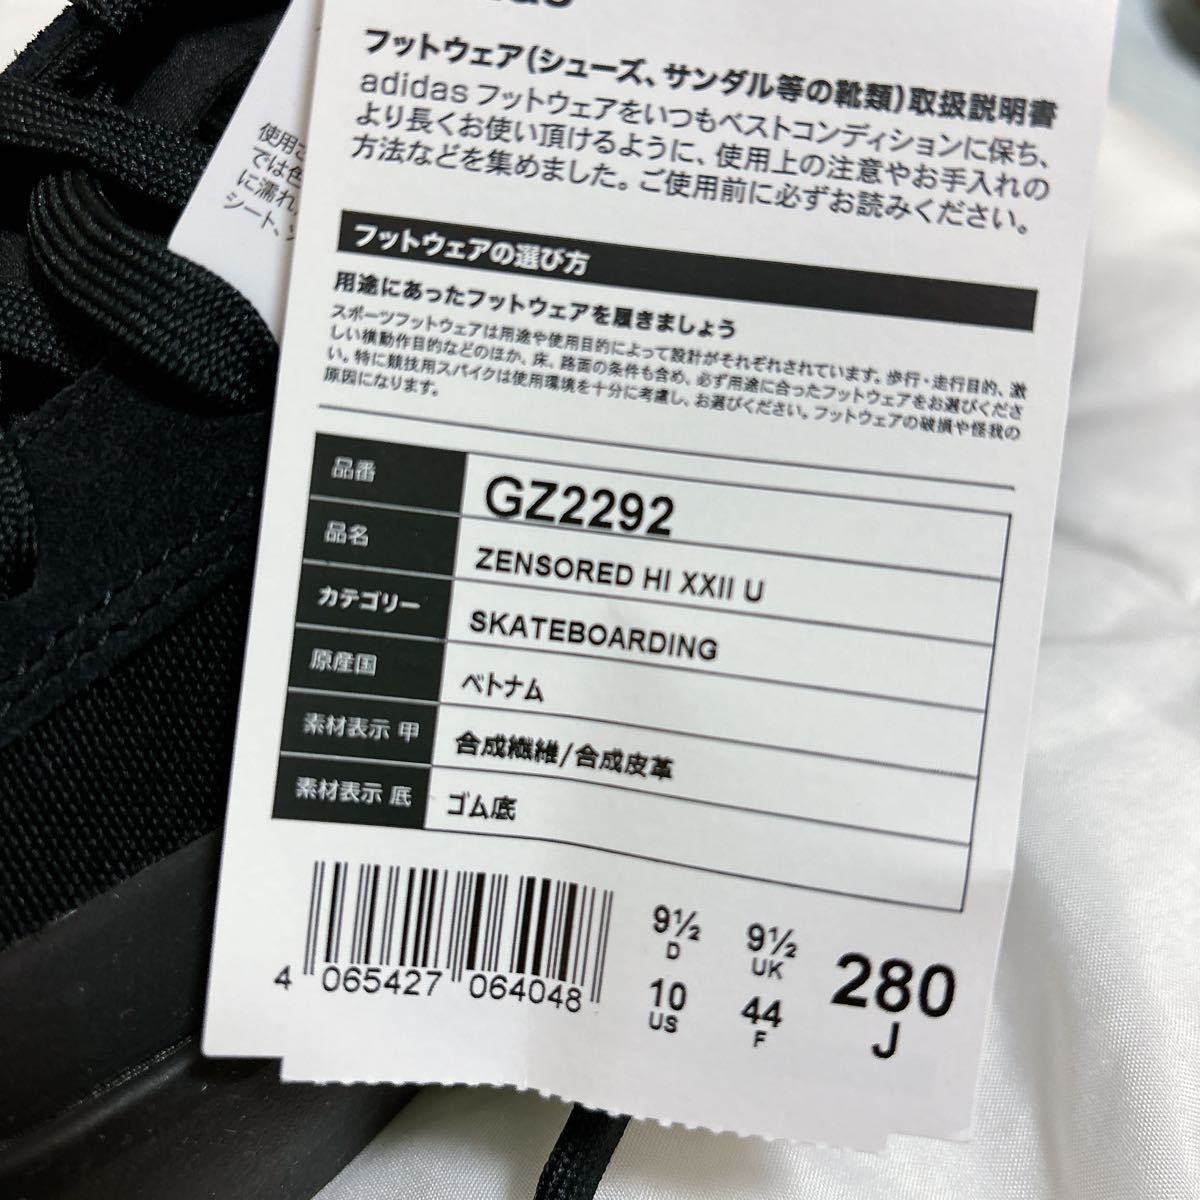 フットウェア(シューズ、サンダル等の靴類)取扱説明書
adidas フットウェアをいつもベストコンディションに保ち、
より長くお使い頂けるように、使用上の注意やお手入れの
方法などを集めました。ご使用前に必ずお読みください。
フットウェアの選び方
用途にあったフットウェアを履きましょう
スポーツフットウェアは用途や使用目的によって設計がそれぞれされています。歩行・走行目的、激
しい横動作目的などのほか、床、路面の条件も含め、必ず用途に合ったフットウェアをお選びくださ
い。特に競技用スパイクは使用環境を十分に考慮し、お選びください。フットウェアの破損や怪我の
原因になります。
品番 GZ2292
品名 ZENSORED HI XXII U
カテゴリー SKATEBOARDING
原産国 ベトナム
素材表示 甲 合成繊維/合成皮革
素材表示 底 ゴム底
4 065427 064048
9½ D
9½ UK
10 US
44 F
280 J
使用さ
では色
に濡れ
シート、